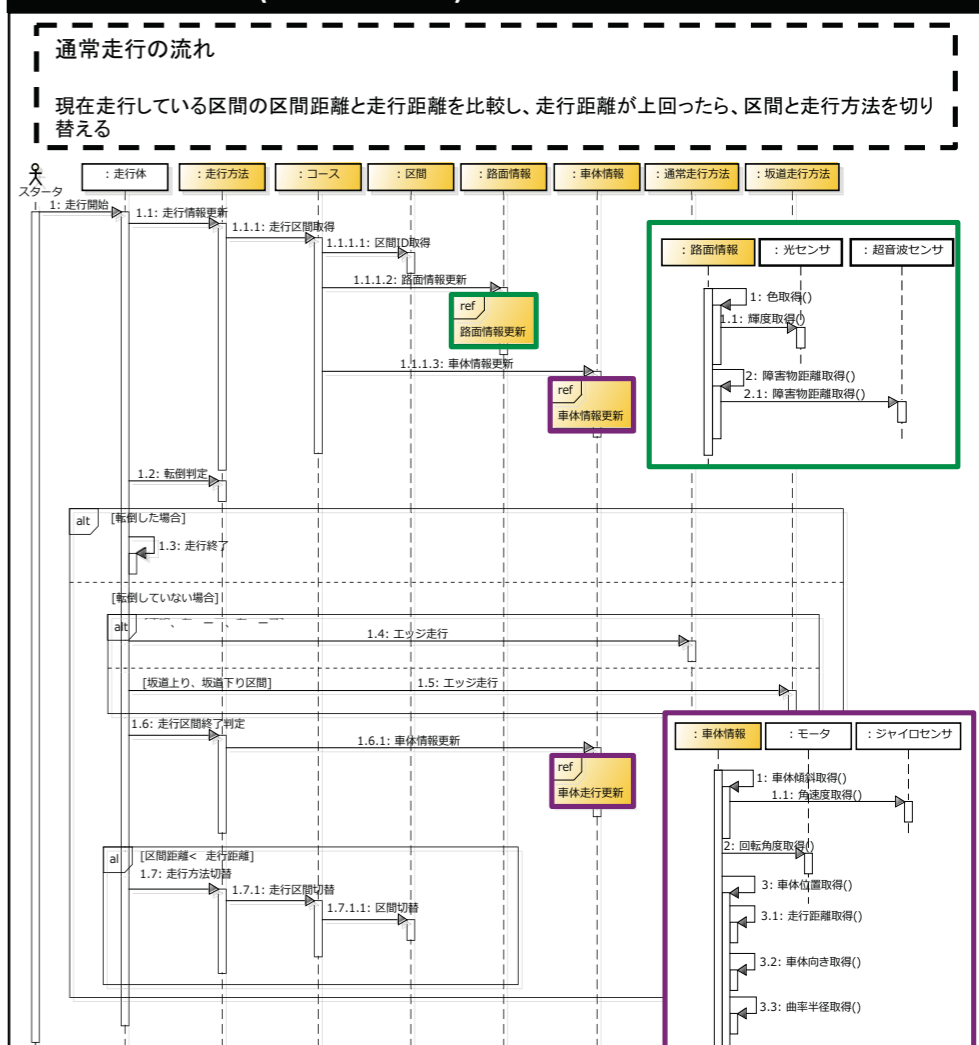 通常走行の流れ
現在走行している区間の区間距離と走行距離を比較し、走行距離が上回ったら、区間と走行方法を切り
替える
スタータ
: 走行体
: 走行方法
: コース
: 区間
: 路面情報
: 車体情報
: 通常走行方法
: 坂道走行方法
1: 走行開始
1.1: 走行情報更新
1.1.1: 走行区間取得
1.1.1.1: 区間ID取得
1.1.1.2: 路面情報更新
ref
路面情報更新
1.1.1.3: 車体情報更新
ref
車体情報更新
: 路面情報
: 光センサ
: 超音波センサ
1: 色取得()
1.1: 輝度取得()
2: 障害物距離取得()
2.1: 障害物距離取得()
1.2: 転倒判定
alt
[転倒した場合]
1.3: 走行終了
[転倒していない場合]
alt
1.4: エッジ走行
[坂道上り、坂道下り区間]
1.5: エッジ走行
1.6: 走行区間終了判定
1.6.1: 車体情報更新
ref
車体走行更新
al
[区間距離< 走行距離]
1.7: 走行方法切替
1.7.1: 走行区間切替
1.7.1.1: 区間切替
: 車体情報
: モータ
: ジャイロセンサ
1: 車体傾斜取得()
1.1: 角速度取得()
2: 回転角度取得()
3: 車体位置取得()
3.1: 走行距離取得()
3.2: 車体向き取得()
3.3: 曲率半径取得()